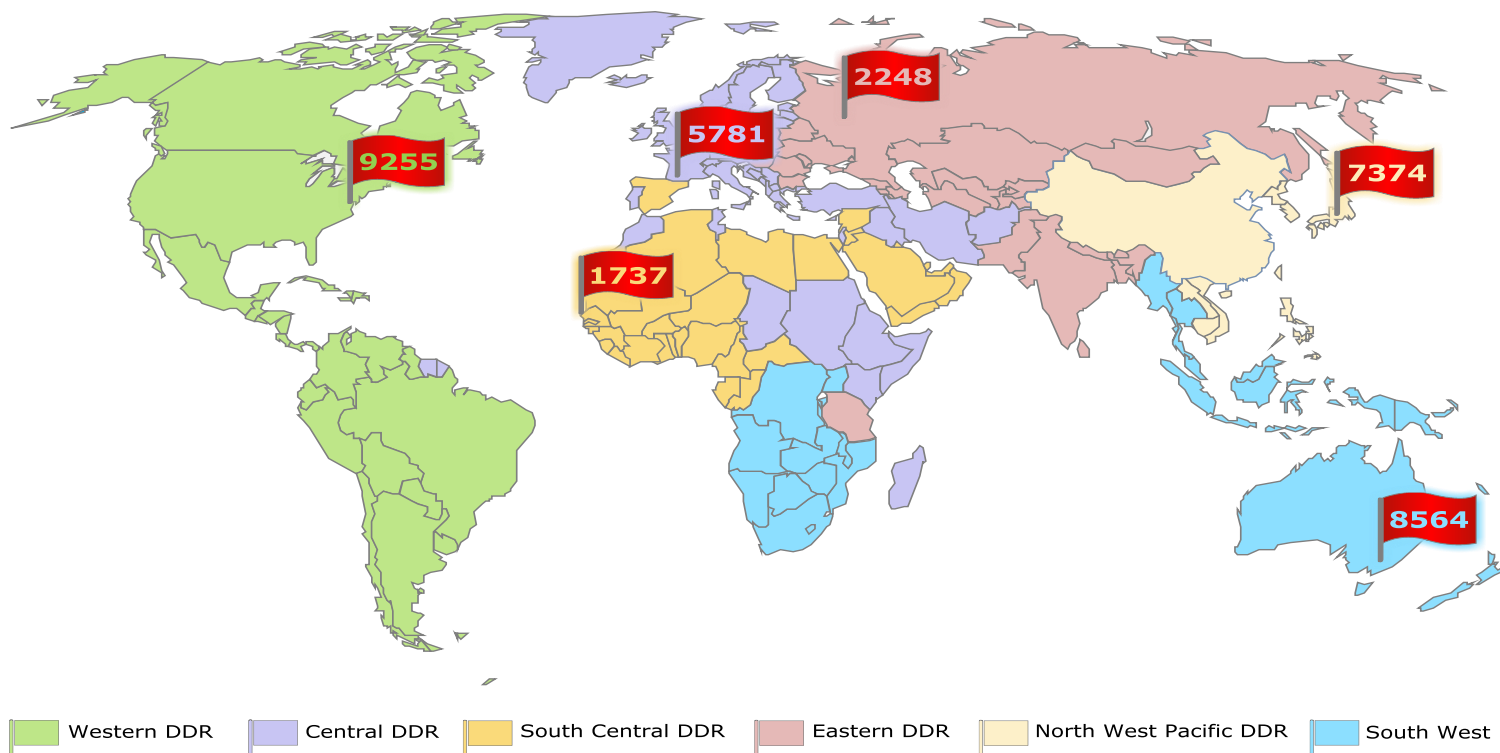 2248
5781
9255
7374
1737
8564
Western DDR
Central DDR
South Central DDR
Eastern DDR
North West Pacific DDR
South West